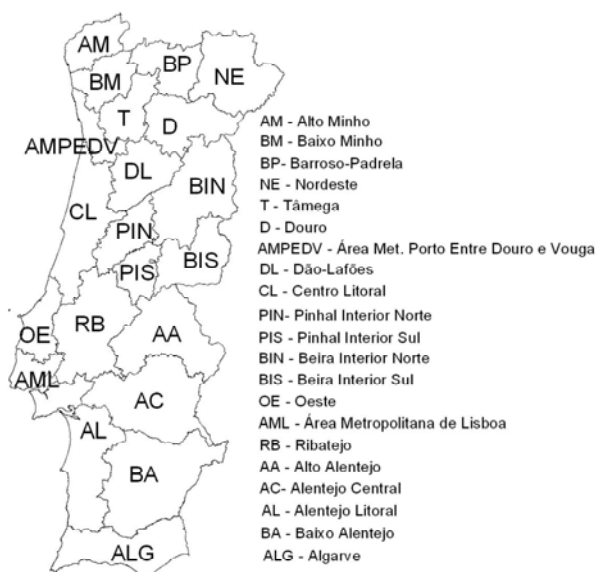 AM
BM
BP
NE
T
D
AMPEDV
DL
BIN
CL
PIN
BIS
PIS
OE
RB
AA
AML
AC
AL
BA
ALG
AM - Alto Minho
BM - Baixo Minho
BP- Barroso-Padrela
NE - Nordeste
T - Tâmega
D - Douro
AMPEDV - Área Met. Porto Entre Douro e Vouga
DL - Dão-Lafões
CL - Centro Litoral
PIN- Pinhal Interior Norte
PIS - Pinhal Interior Sul
BIN - Beira Interior Norte
BIS - Beira Interior Sul
OE - Oeste
AML - Área Metropolitana de Lisboa
RB - Ribatejo
AA - Alto Alentejo
AC- Alentejo Central
AL - Alentejo Litoral
BA - Baixo Alentejo
ALG - Algarve